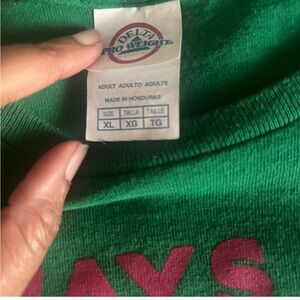 DELTA
PRO WEIGHT
ADULT ADULTO ADULTE
MADE IN HONDURAS
SIZE TALLA TAILLE
XL XG TG
AYS